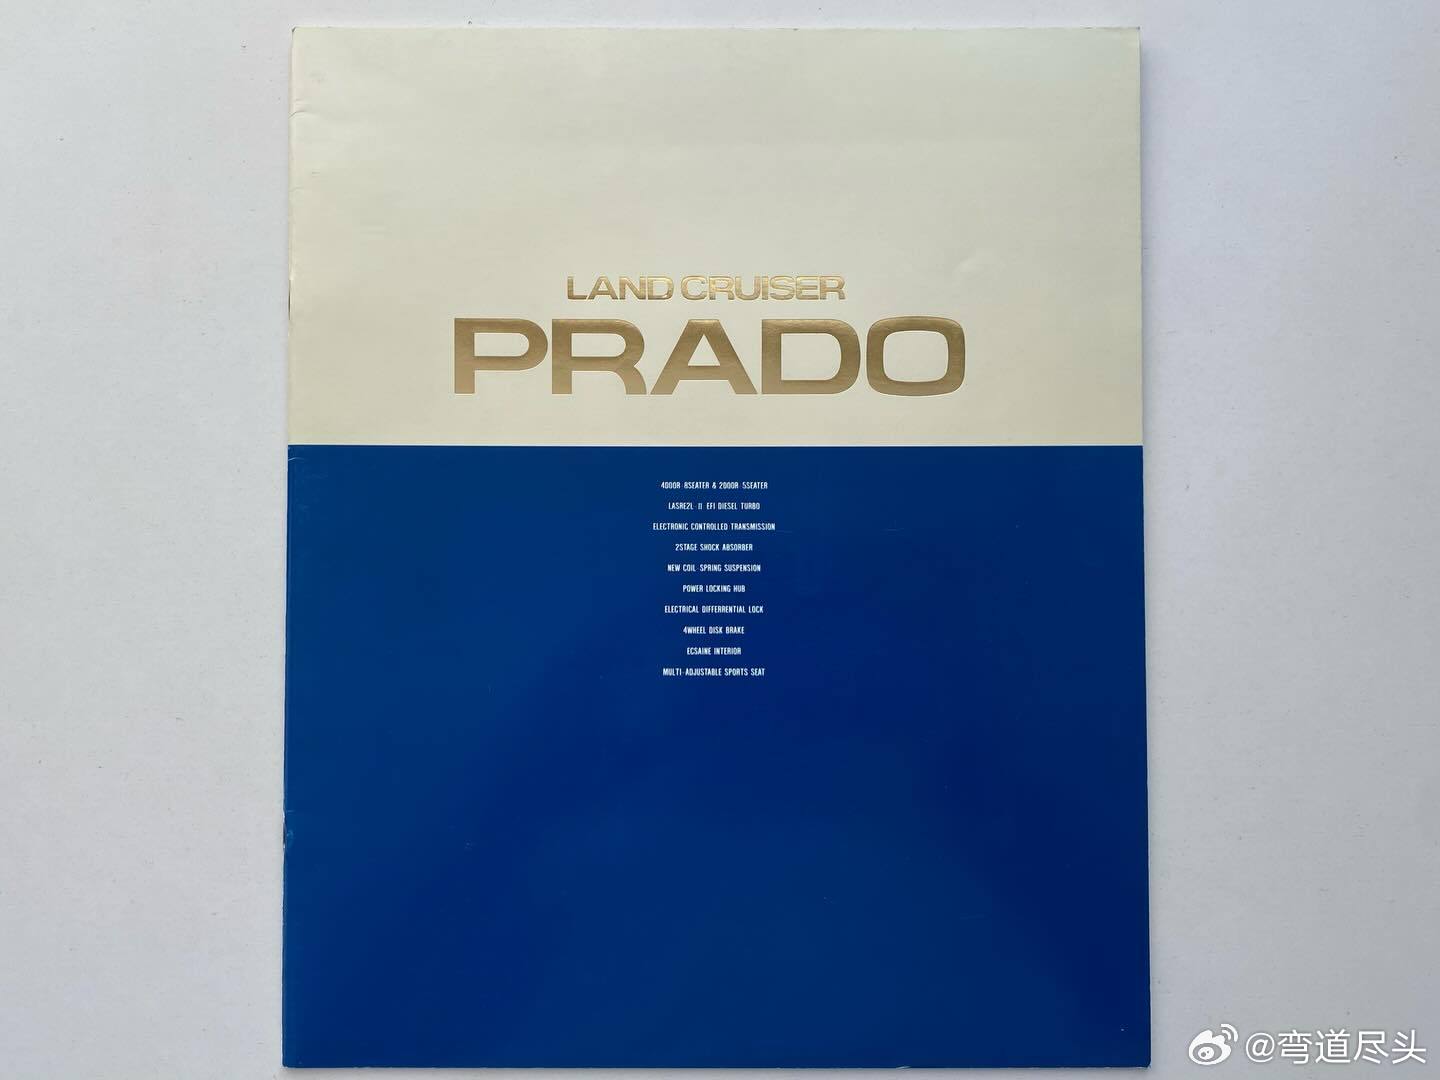 LAND CRUISER
PRADO
4DOOR·8SEATER & 2DOOR·5SEATER
LASRE2L-II EFI DIESEL TURBO
ELECTRONIC CONTROLLED TRANSMISSION
2STAGE SHOCK ABSORBER
NEW COIL-SPRING SUSPENSION
POWER LOCKING HUB
ELECTRICAL DIFFERRENTIAL LOCK
4WHEEL DISK BRAKE
ECSAINE INTERIOR
MULTI-ADJUSTABLE SPORTS SEAT
@弯道尽头